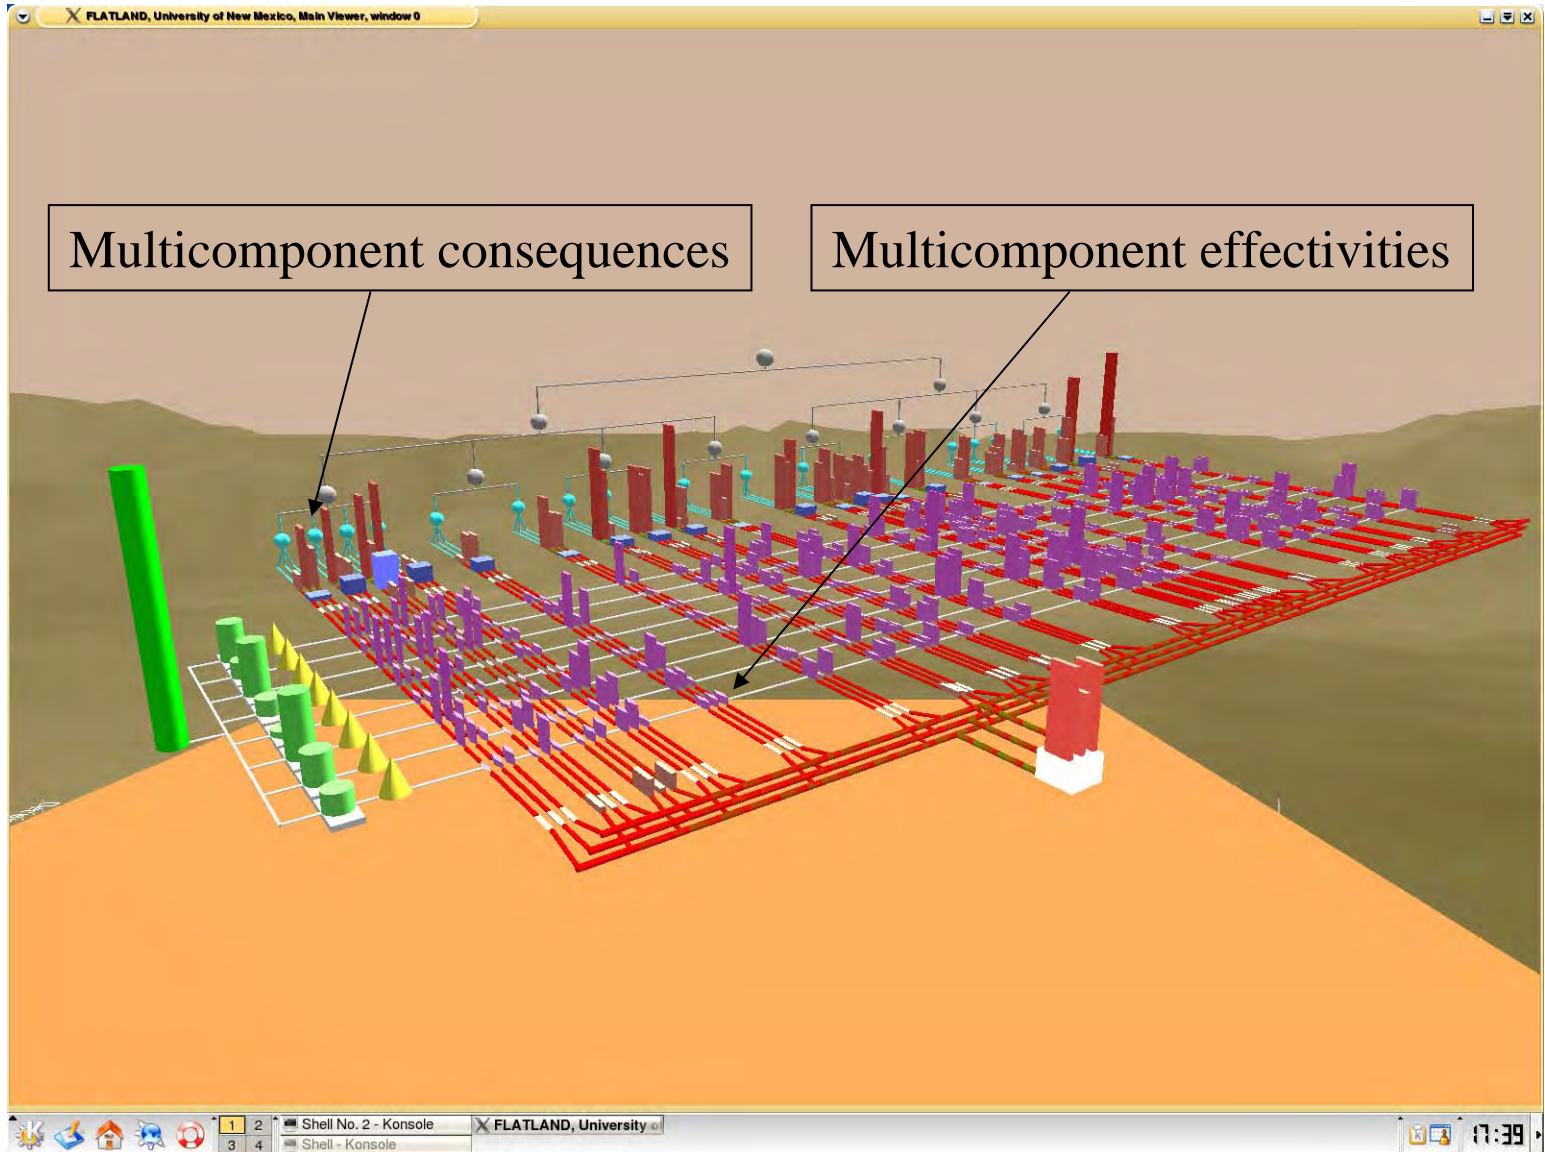 FLATLAND, University of New Mexico, Main Viewer, window 0
Multicomponent consequences
Multicomponent effectivities
1 2
3 4
Shell No. 2 - Konsole
Shell - Konsole
FLATLAND, University
17:39